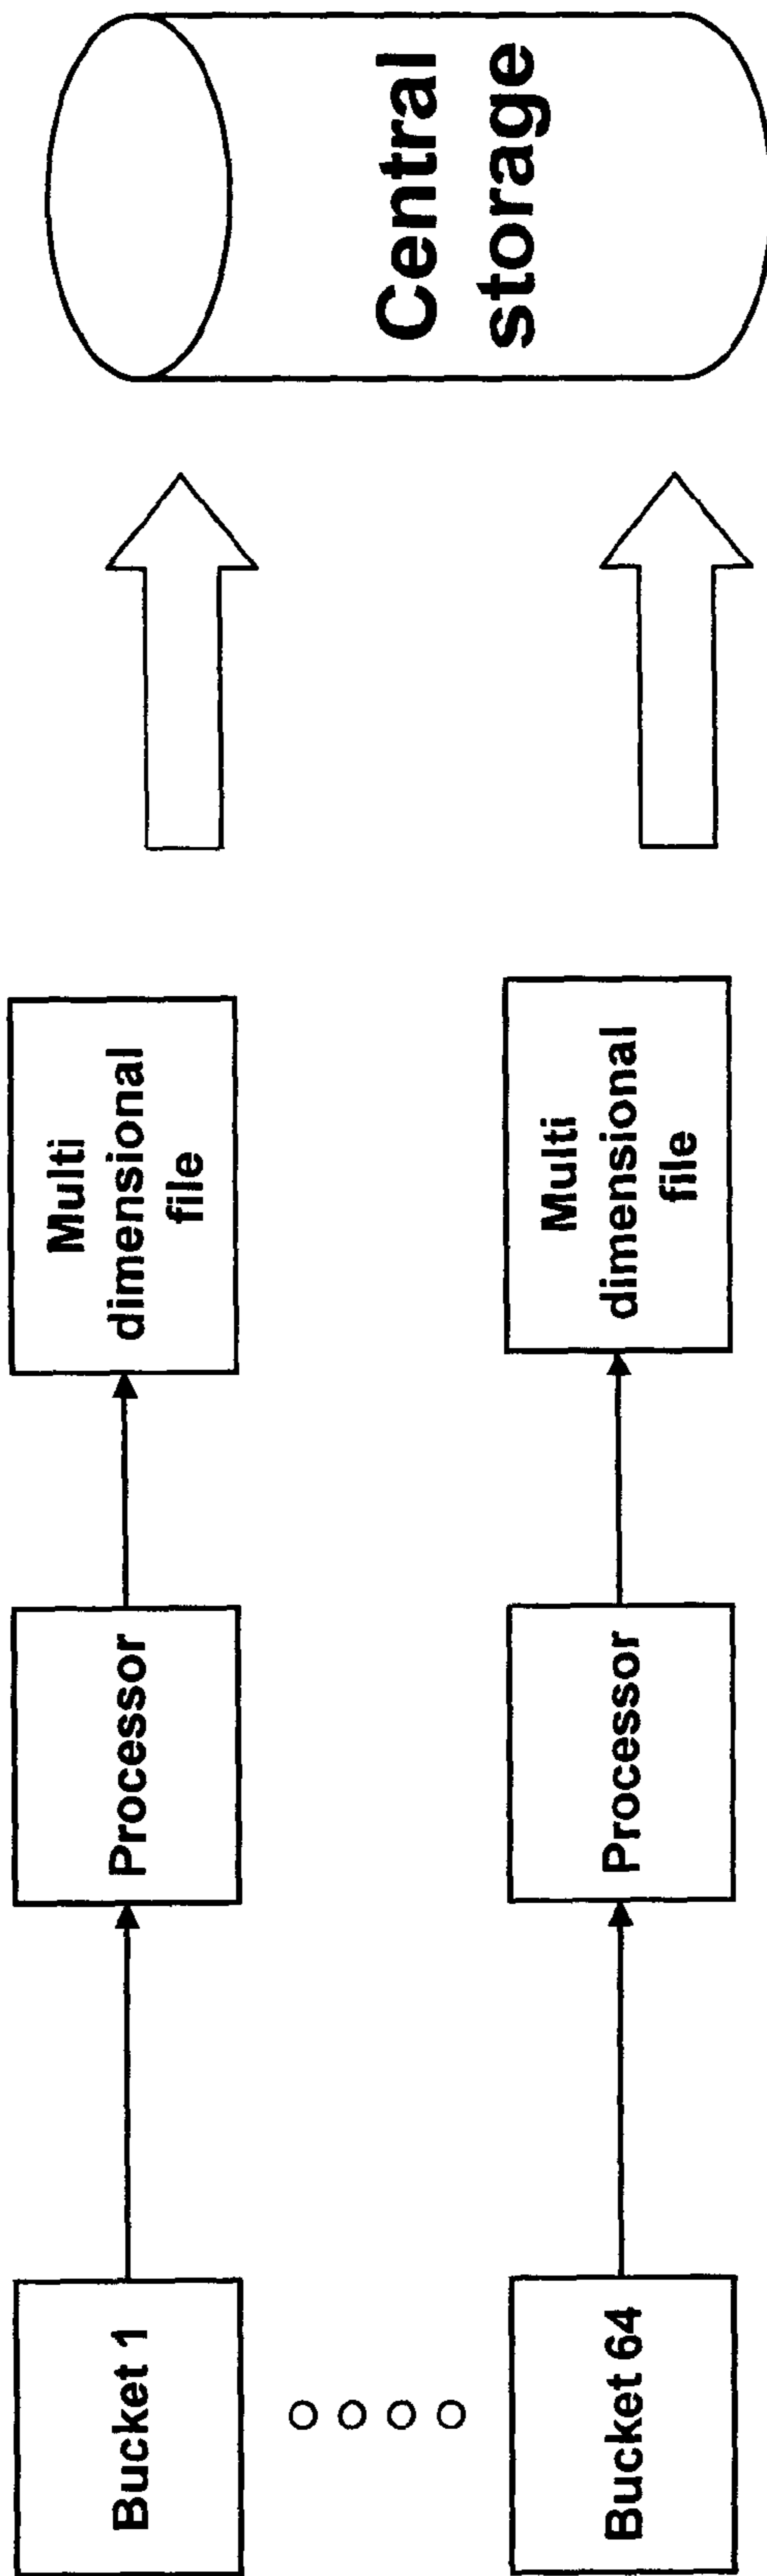 Bucket 1
Processor
Multi
dimensional
file
Bucket 64
Processor
Multi
dimensional
file
Central
storage